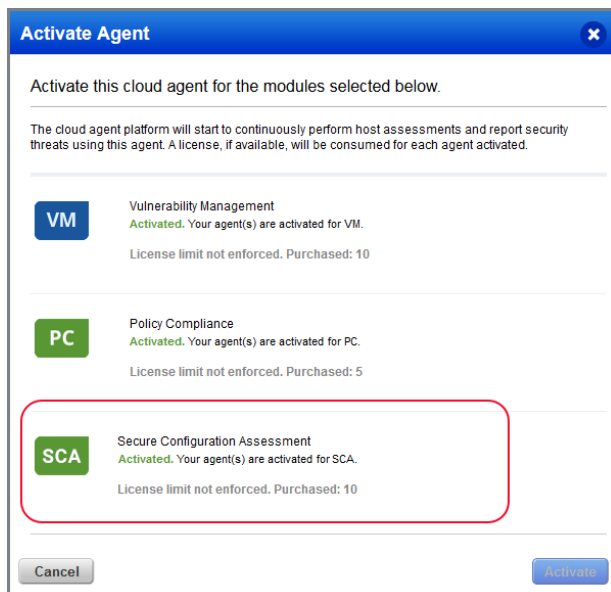 Activate Agent
Activate this cloud agent for the modules selected below.
The cloud agent platform will start to continuously perform host assessments and report security
threats using this agent. A license, if available, will be consumed for each agent activated.
VM
Vulnerability Management
Activated. Your agent(s) are activated for VM.
License limit not enforced. Purchased: 10
PC
Policy Compliance
Activated. Your agent(s) are activated for PC.
License limit not enforced. Purchased: 5
SCA
Secure Configuration Assessment
Activated. Your agent(s) are activated for SCA.
License limit not enforced. Purchased: 10
Cancel
Activate